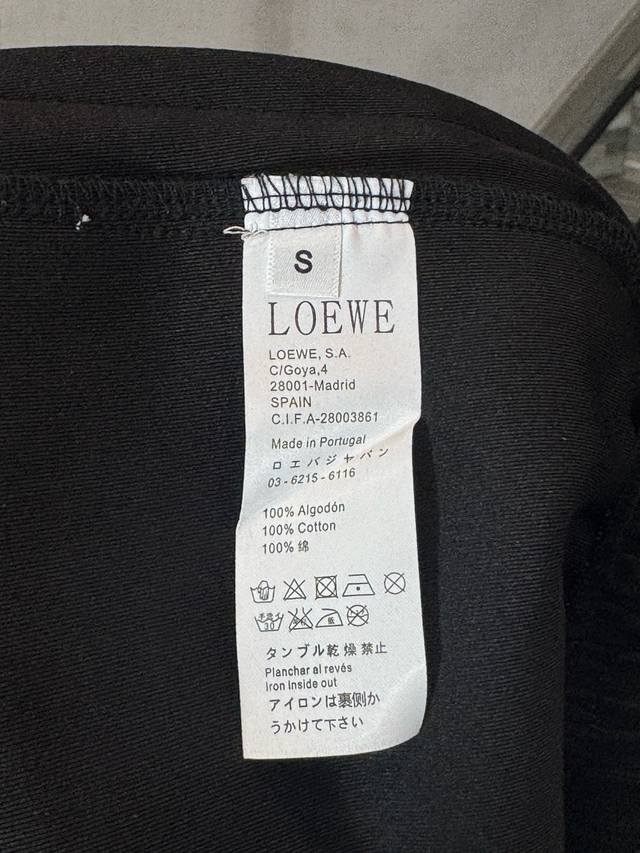 S
LOEWE
LOEWE, S.A.
C/Goya,4
28001-Madrid
SPAIN
C.I.F.A-28003861
Made in Portugal
ロエバジャパン
03-6215-6116
100% Algodón
100% Cotton
100% 绵
30
タンブル乾燥禁止
Planchar al revés
Iron Inside out
アイロンは裏側か
うかけて下さい